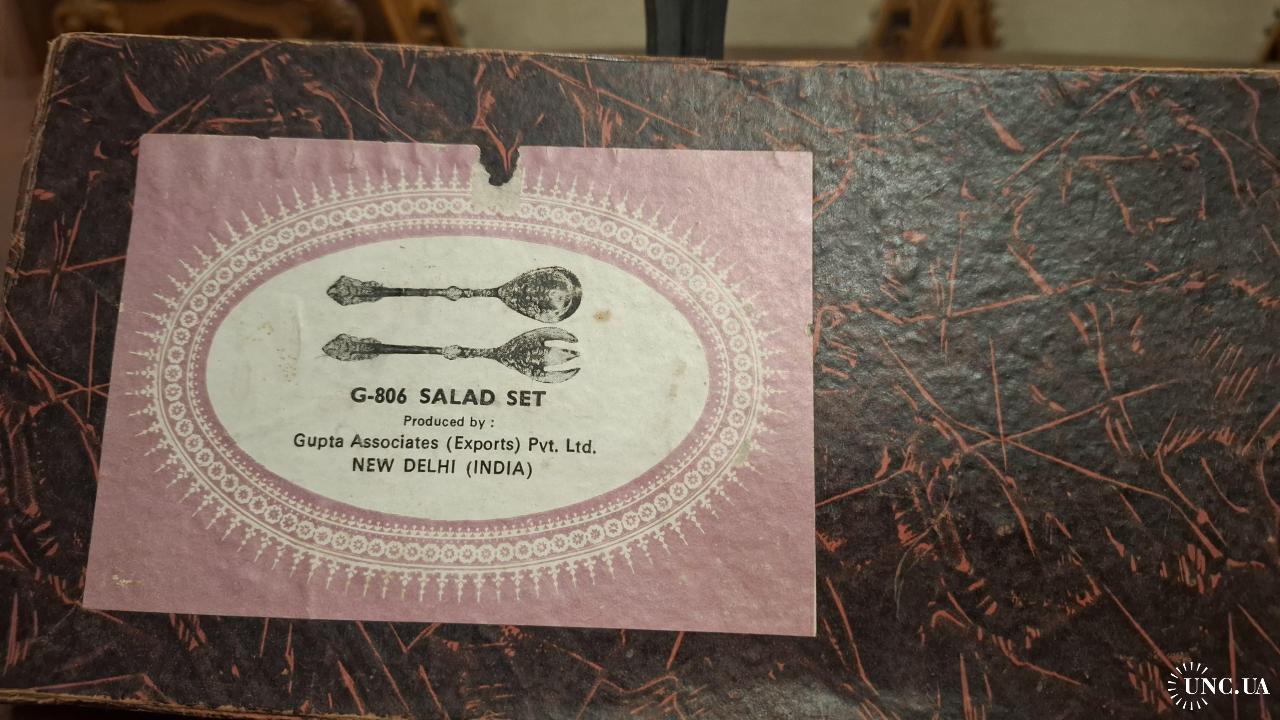 G-806 SALAD SET
Produced by :
Gupta Associates (Exports) Pvt. Ltd.
NEW DELHI (INDIA)
UNC.UA